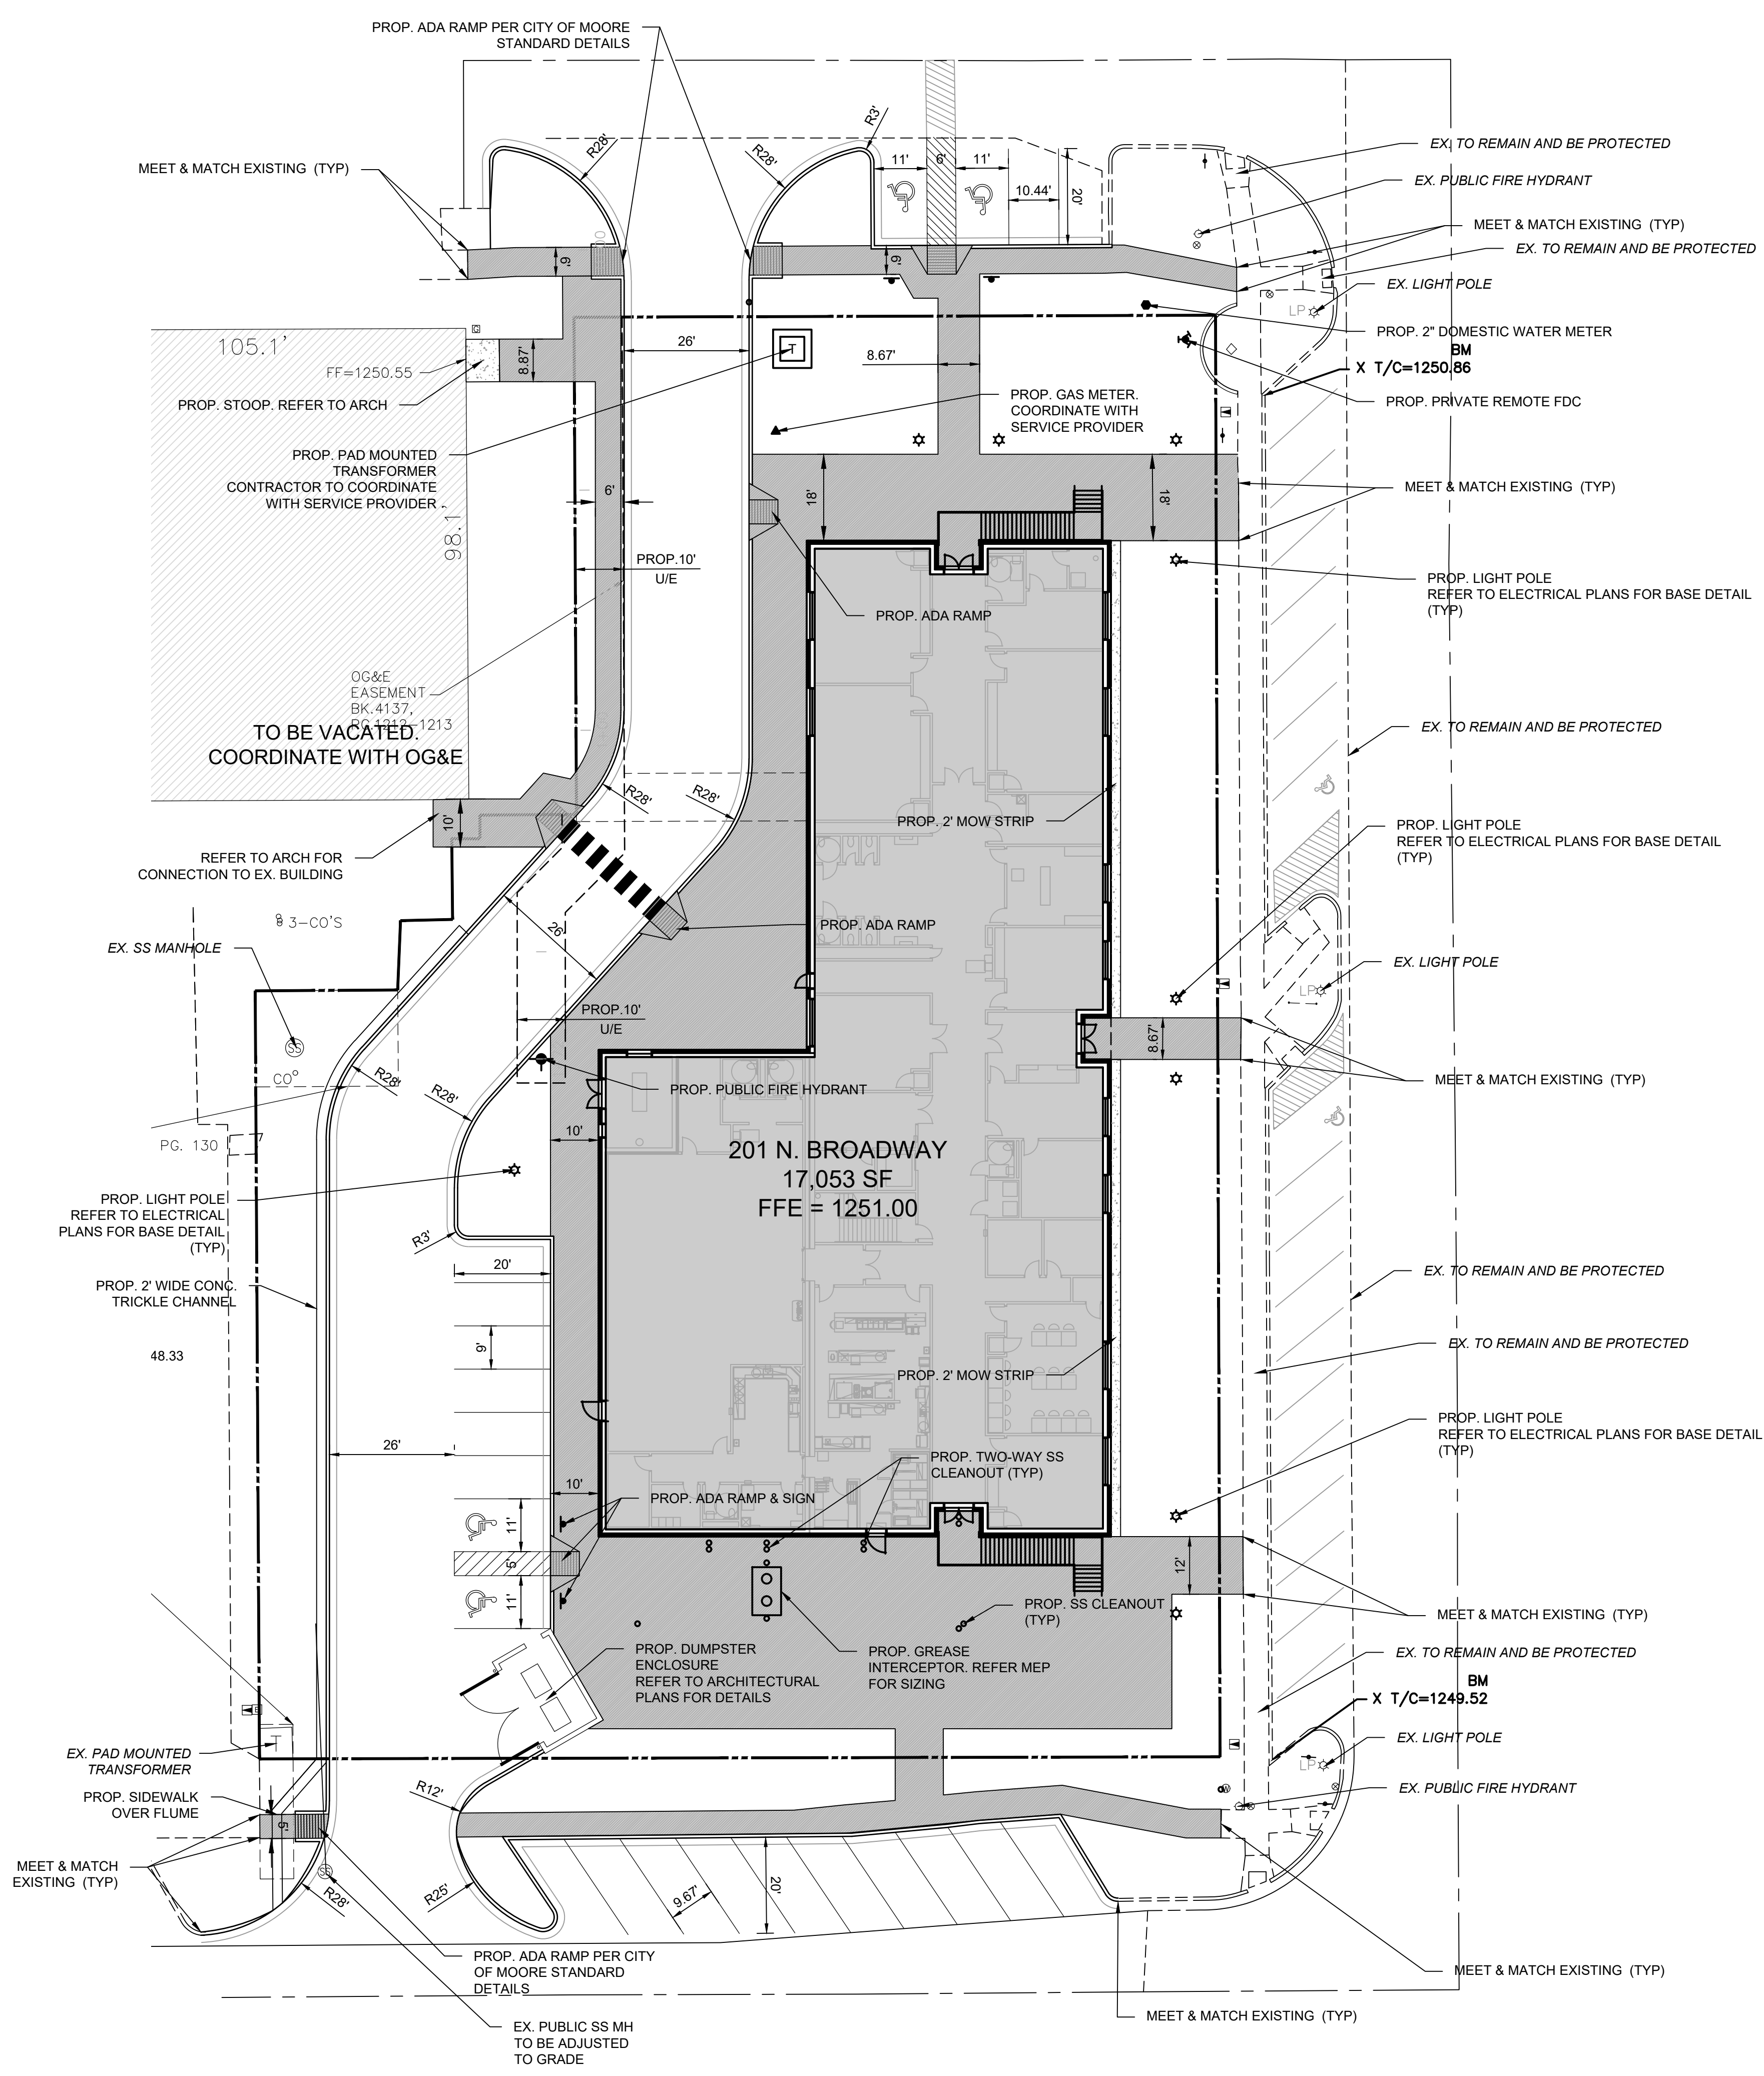 PROP. ADA RAMP PER CITY OF MOORE
STANDARD DETAILS
R28'
R28'
R3'
11'
6'
11'
10.44'
20'
EX. TO REMAIN AND BE PROTECTED
MEET & MATCH EXISTING (TYP)
EX. PUBLIC FIRE HYDRANT
MEET & MATCH EXISTING (TYP)
EX. TO REMAIN AND BE PROTECTED
6'
6'
EX. LIGHT POLE
LP
PROP. 2" DOMESTIC WATER METER
105.1'
G
26'
T
8.67'
BM
X T/C=1250.86
FF=1250.55
8.87'
PROP. STOOP. REFER TO ARCH
PROP. GAS METER.
COORDINATE WITH
SERVICE PROVIDER
PROP. PRIVATE REMOTE FDC
PROP. PAD MOUNTED
TRANSFORMER
CONTRACTOR TO COORDINATE
WITH SERVICE PROVIDER
98.1'
6'
18'
18'
MEET & MATCH EXISTING (TYP)
PROP.10'
U/E
PROP. LIGHT POLE
REFER TO ELECTRICAL PLANS FOR BASE DETAIL
(TYP)
PROP. ADA RAMP
OG&E
EASEMENT
BK.4137,
PG.1212-1213
TO BE VACATED.
COORDINATE WITH OG&E
EX. TO REMAIN AND BE PROTECTED
R28'
R28'
10'
PROP. 2' MOW STRIP
PROP. LIGHT POLE
REFER TO ELECTRICAL PLANS FOR BASE DETAIL
(TYP)
REFER TO ARCH FOR
CONNECTION TO EX. BUILDING
3-CO'S
26'
PROP. ADA RAMP
EX. SS MANHOLE
SS
EX. LIGHT POLE
LP
PROP.10'
U/E
8.67'
CO
R28'
R28'
PROP. PUBLIC FIRE HYDRANT
MEET & MATCH EXISTING (TYP)
PG. 130
10'
201 N. BROADWAY
17,053 SF
FFE = 1251.00
PROP. LIGHT POLE
REFER TO ELECTRICAL
PLANS FOR BASE DETAIL
(TYP)
R3'
20'
PROP. 2' WIDE CONC.
TRICKLE CHANNEL
EX. TO REMAIN AND BE PROTECTED
9'
48.33
EX. TO REMAIN AND BE PROTECTED
PROP. 2' MOW STRIP
26'
PROP. LIGHT POLE
REFER TO ELECTRICAL PLANS FOR BASE DETAIL
(TYP)
PROP. TWO-WAY SS
CLEANOUT (TYP)
10'
PROP. ADA RAMP & SIGN
11'
5'
11'
12'
PROP. SS CLEANOUT
(TYP)
MEET & MATCH EXISTING (TYP)
PROP. DUMPSTER
ENCLOSURE
REFER TO ARCHITECTURAL
PLANS FOR DETAILS
PROP. GREASE
INTERCEPTOR. REFER MEP
FOR SIZING
EX. TO REMAIN AND BE PROTECTED
BM
X T/C=1249.52
T
EX. PAD MOUNTED
TRANSFORMER
EX. LIGHT POLE
LP
PROP. SIDEWALK
OVER FLUME
R12'
EX. PUBLIC FIRE HYDRANT
5'
MEET & MATCH
EXISTING (TYP)
SS
R28'
R25'
9.67'
20'
PROP. ADA RAMP PER CITY
OF MOORE STANDARD
DETAILS
MEET & MATCH EXISTING (TYP)
MEET & MATCH EXISTING (TYP)
EX. PUBLIC SS MH
TO BE ADJUSTED
TO GRADE